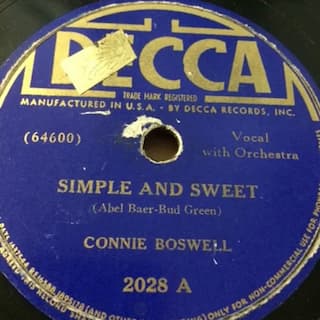 DECCA
TRADE MARK REGISTERED
MANUFACTURED IN U.S.A. - BY DECCA RECORDS, INC.
(64600)
Vocal
with Orchestra
SIMPLE AND SWEET
(Abel Baer-Bud Green)
CONNIE BOSWELL
2028 A